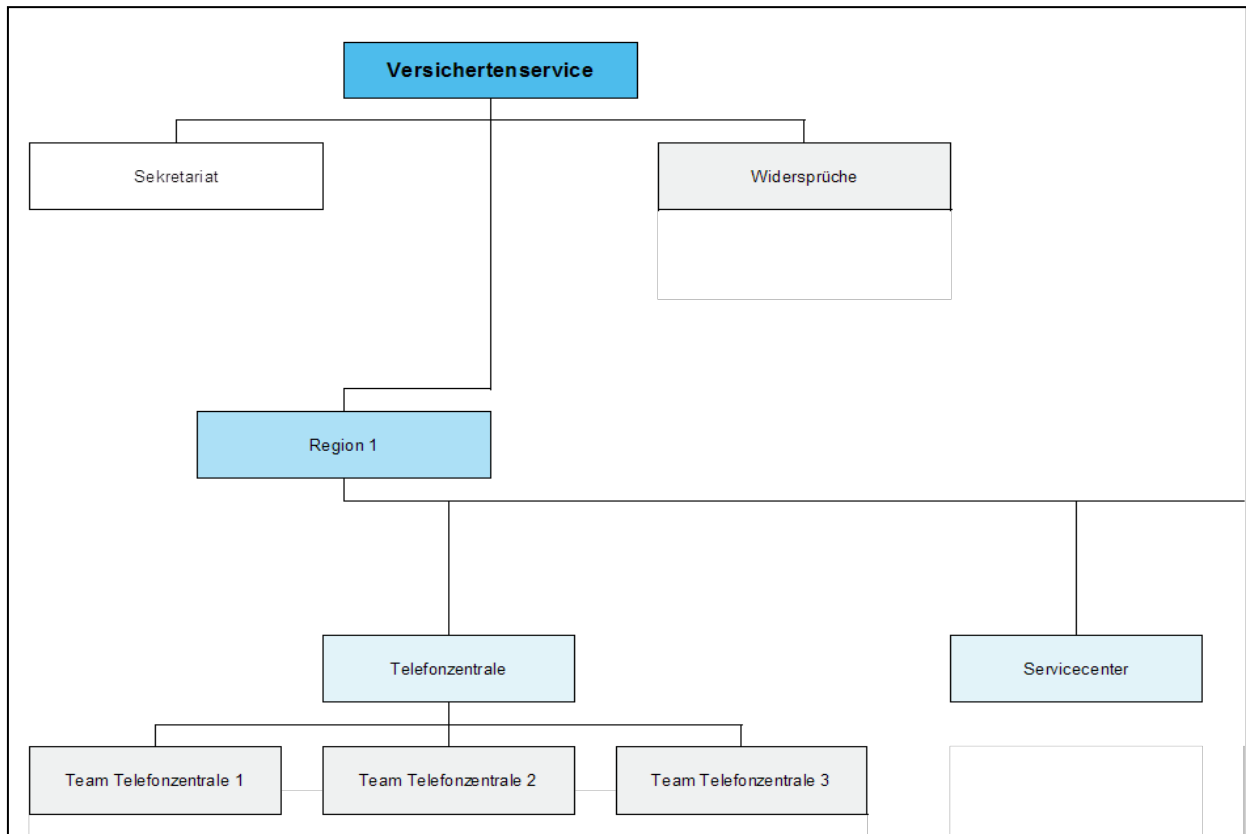 Versichertenservice
Sekretariat
Widersprüche
Region 1
Telefonzentrale
Servicecenter
Team Telefonzentrale 1
Team Telefonzentrale 2
Team Telefonzentrale 3